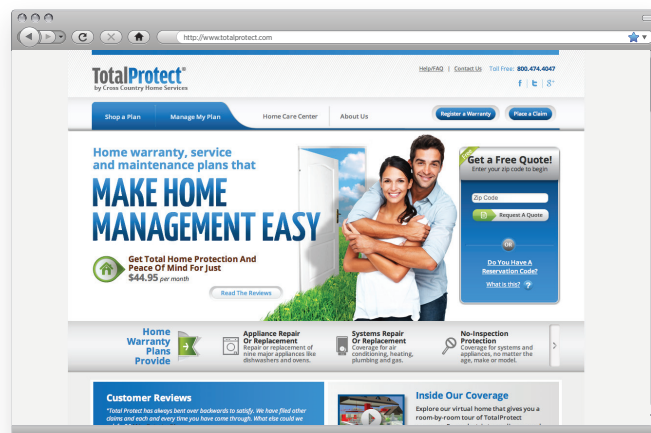 http://www.totalprotect.com
Help/FAQ | Contact Us Toll Free: 800.474.4047
TotalProtect®
by Cross Country Home Services
f | t | g+
Shop a Plan
Manage My Plan
Home Care Center
About Us
Register a Warranty
Place a Claim
Home warranty, service
and maintenance plans that
MAKE HOME
MANAGEMENT EASY
Get Total Home Protection And
Peace Of Mind For Just
$44.95 per month
Read The Reviews
Get a Free Quote!
Enter your zip code to begin
Zip Code
Request A Quote
OR
Do You Have A
Reservation Code?
What is this? ?
Home
Warranty
Plans
Provide
Appliance Repair
Or Replacement
Repair or replacement of
nine major appliances like
dishwashers and ovens.
Systems Repair
Or Replacement
Coverage for air
conditioning, heating,
plumbing and gas.
No-Inspection
Protection
Coverage for systems and
appliances, no matter the
age, make or model.
Customer Reviews
"Total Protect has always bent over backwards to satisfy. We have filed other
claims and each and every time you have come through. What else could we
Inside Our Coverage
Explore our virtual home that gives you a
room-by-room tour of TotalProtect